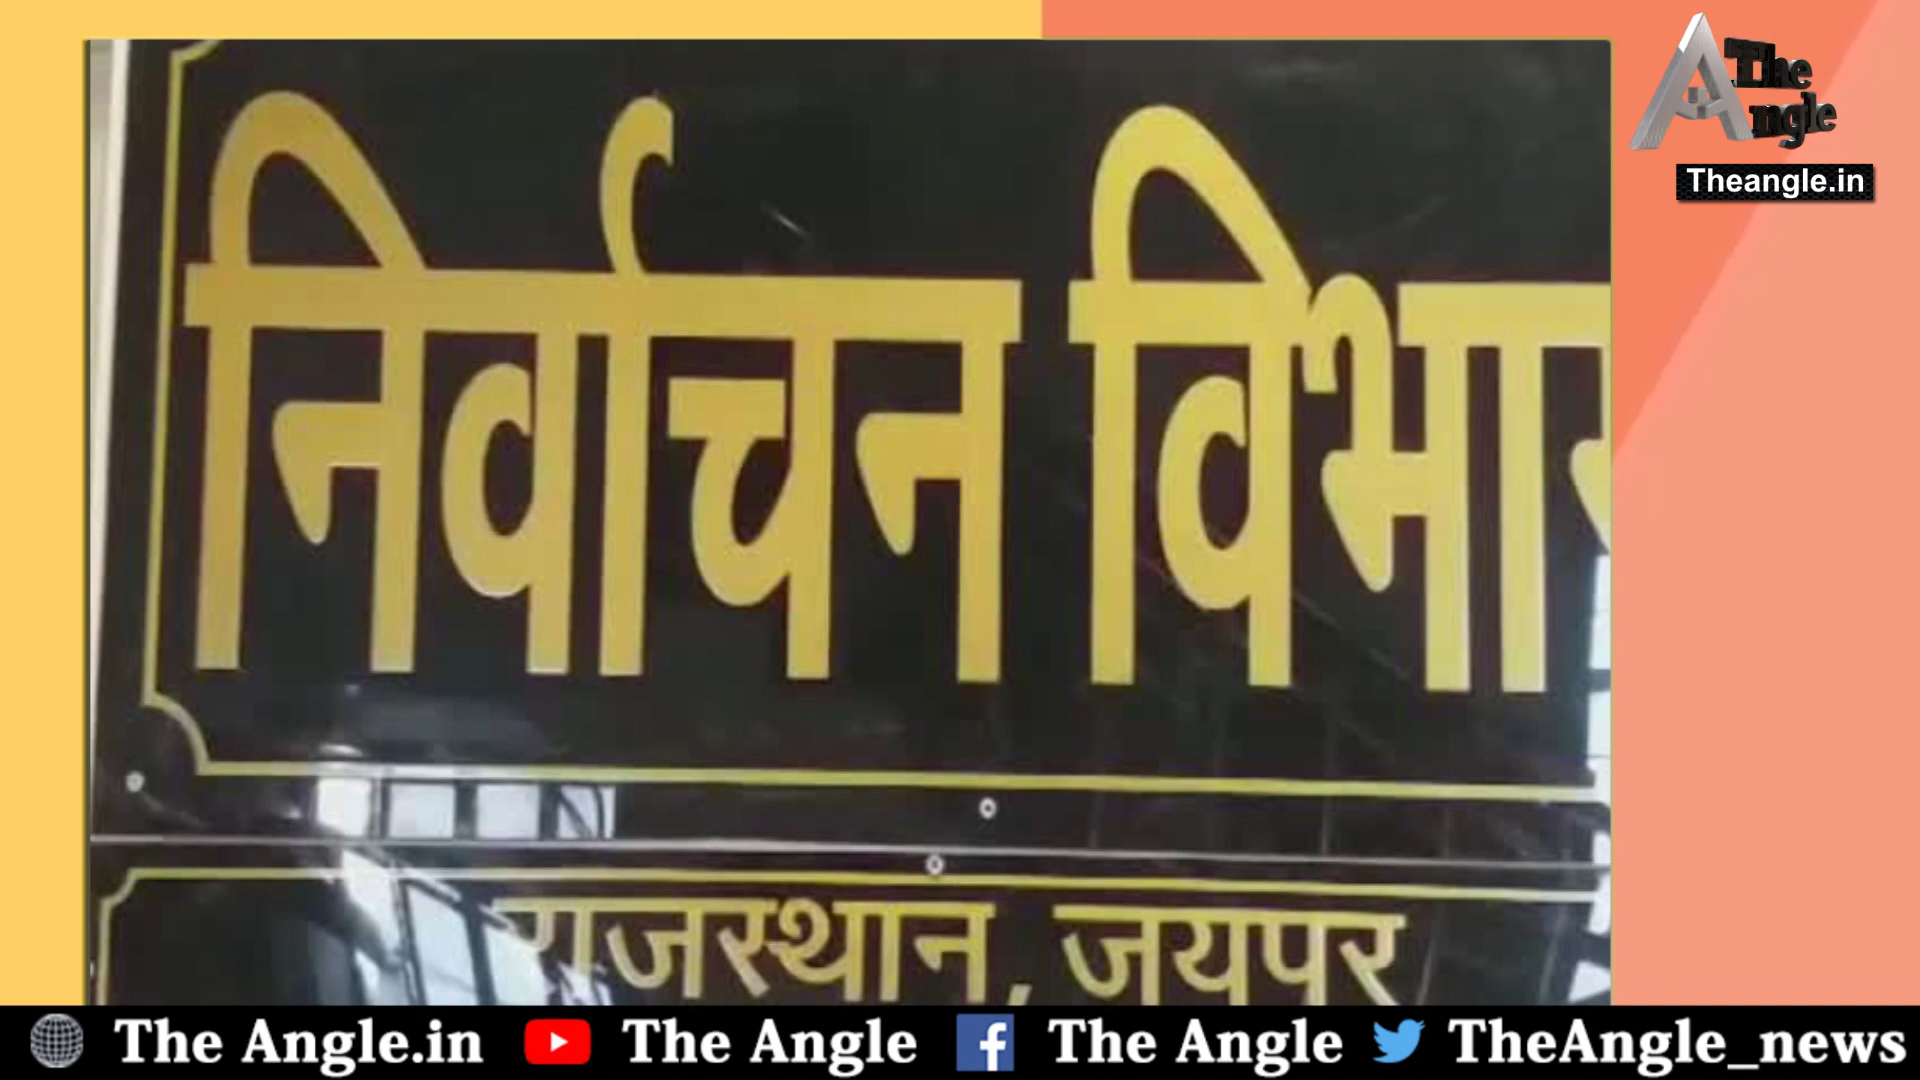 The Angle
Theangle.in
निर्वाचन विभा
राजस्थान, जयपुर
The Angle.in The Angle The Angle TheAngle_news